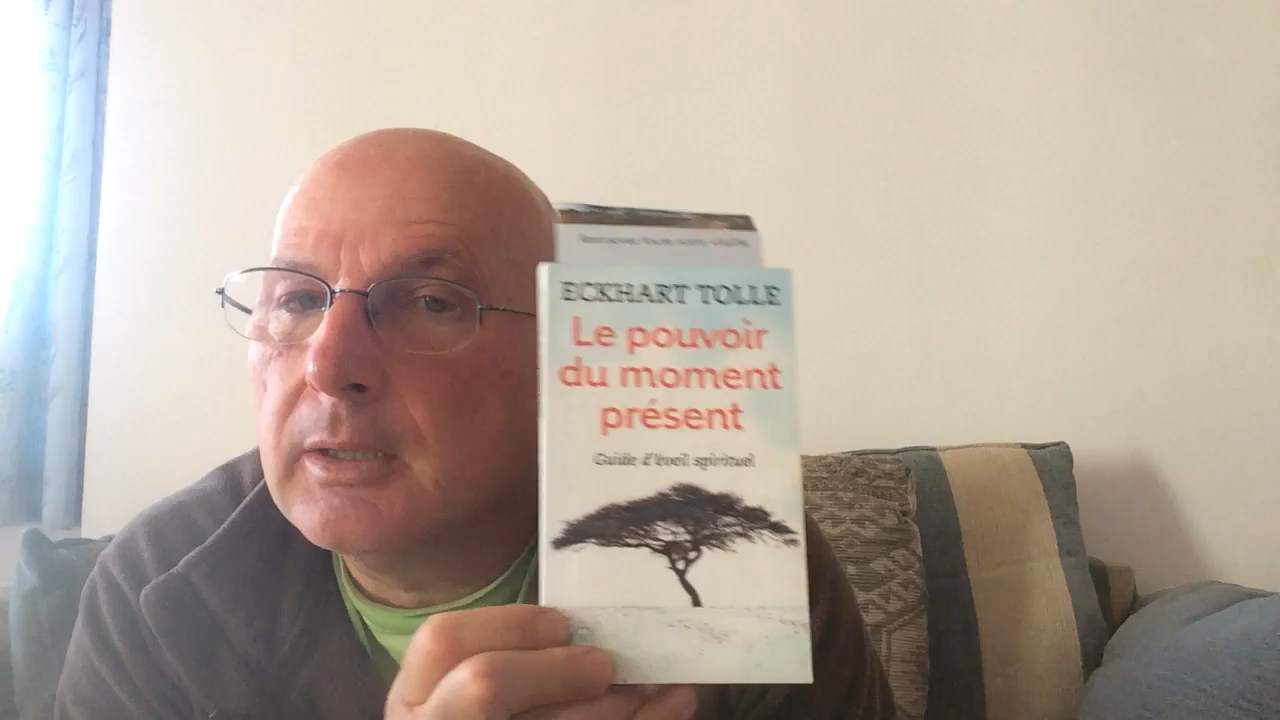 ECKHART TOLLE
Le pouvoir
du moment
présent
Guide d'éveil spirituel